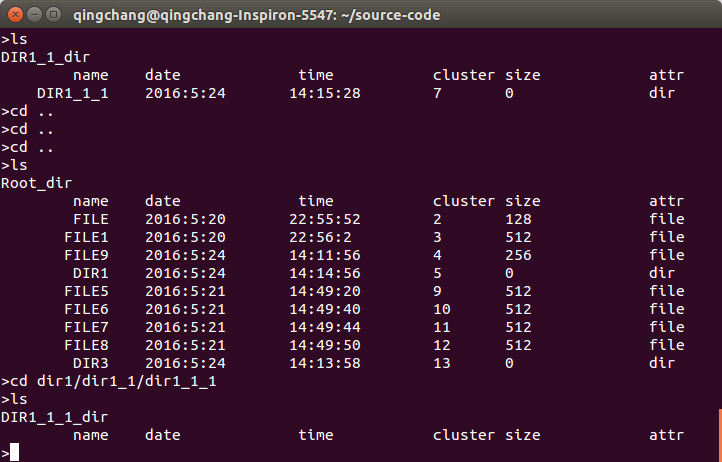 qingchang@qingchang-Inspiron-5547: ~/source-code
>ls
DIR1_1_dir
name date time cluster size attr
DIR1_1_1 2016:5:24 14:15:28 7 0 dir
>cd ..
>cd ..
>cd ..
>ls
Root_dir
name date time cluster size attr
FILE 2016:5:20 22:55:52 2 128 file
FILE1 2016:5:20 22:56:2 3 512 file
FILE9 2016:5:24 14:11:56 4 256 file
DIR1 2016:5:24 14:14:56 5 0 dir
FILE5 2016:5:21 14:49:20 9 512 file
FILE6 2016:5:21 14:49:40 10 512 file
FILE7 2016:5:21 14:49:44 11 512 file
FILE8 2016:5:21 14:49:50 12 512 file
DIR3 2016:5:24 14:13:58 13 0 dir
>cd dir1/dir1_1/dir1_1_1
>ls
DIR1_1_1_dir
name date time cluster size attr
>